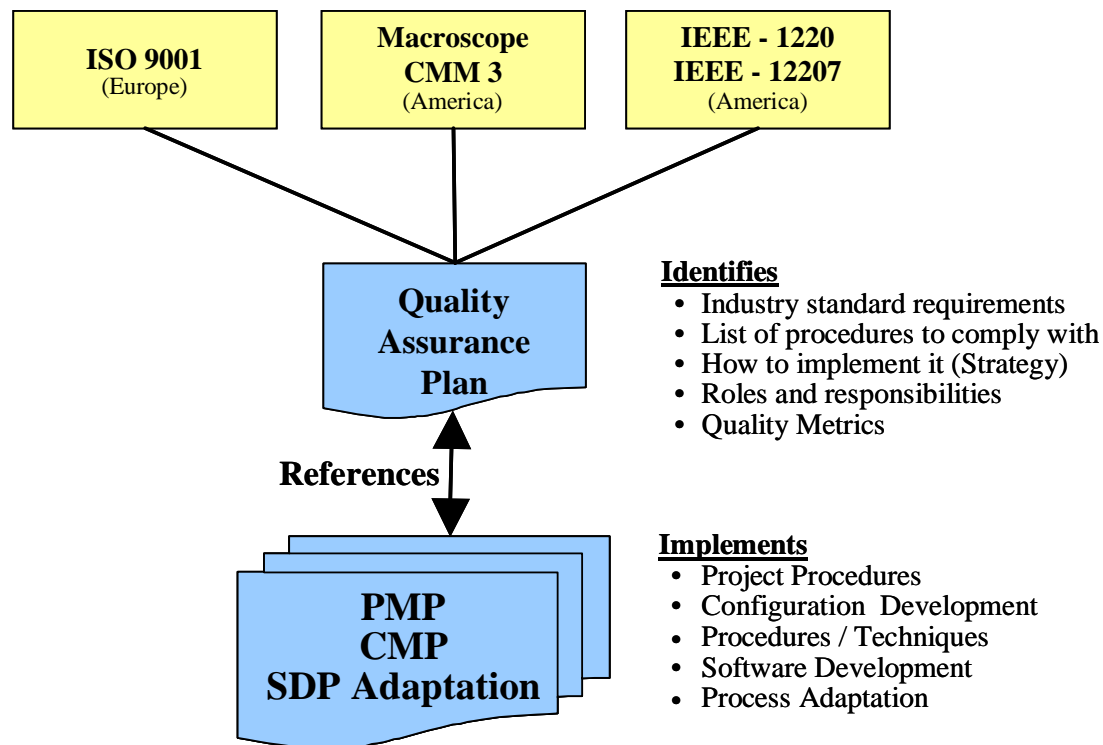 ISO 9001
(Europe)
Macroscope
CMM 3
(America)
IEEE - 1220
IEEE - 12207
(America)
Quality
Assurance
Plan
Identifies
• Industry standard requirements
• List of procedures to comply with
• How to implement it (Strategy)
• Roles and responsibilities
• Quality Metrics
References
PMP
CMP
SDP Adaptation
Implements
• Project Procedures
• Configuration Development
• Procedures / Techniques
• Software Development
• Process Adaptation